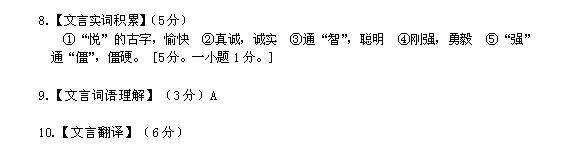 8.【文言实词积累】(5分)
①“悦”的古字，愉快 ②真诚，诚实 ③通“智”，聪明 ④刚强，勇毅 ⑤“强”
通“僵”，僵硬。 [5分。一小题1分。]
9.【文言词语理解】（3分）A
10.【文言翻译】（6分）